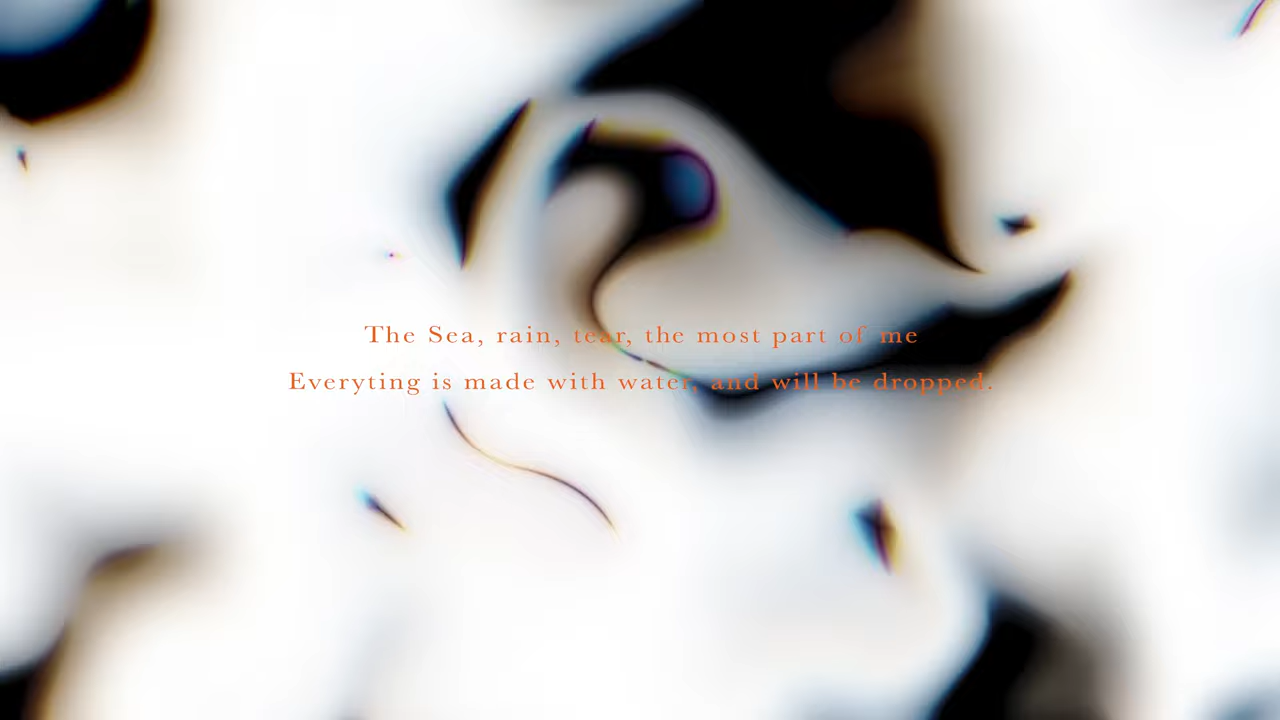 The Sea, rain, tear, the most part of me
Everyting is made with water, and will be dropped.